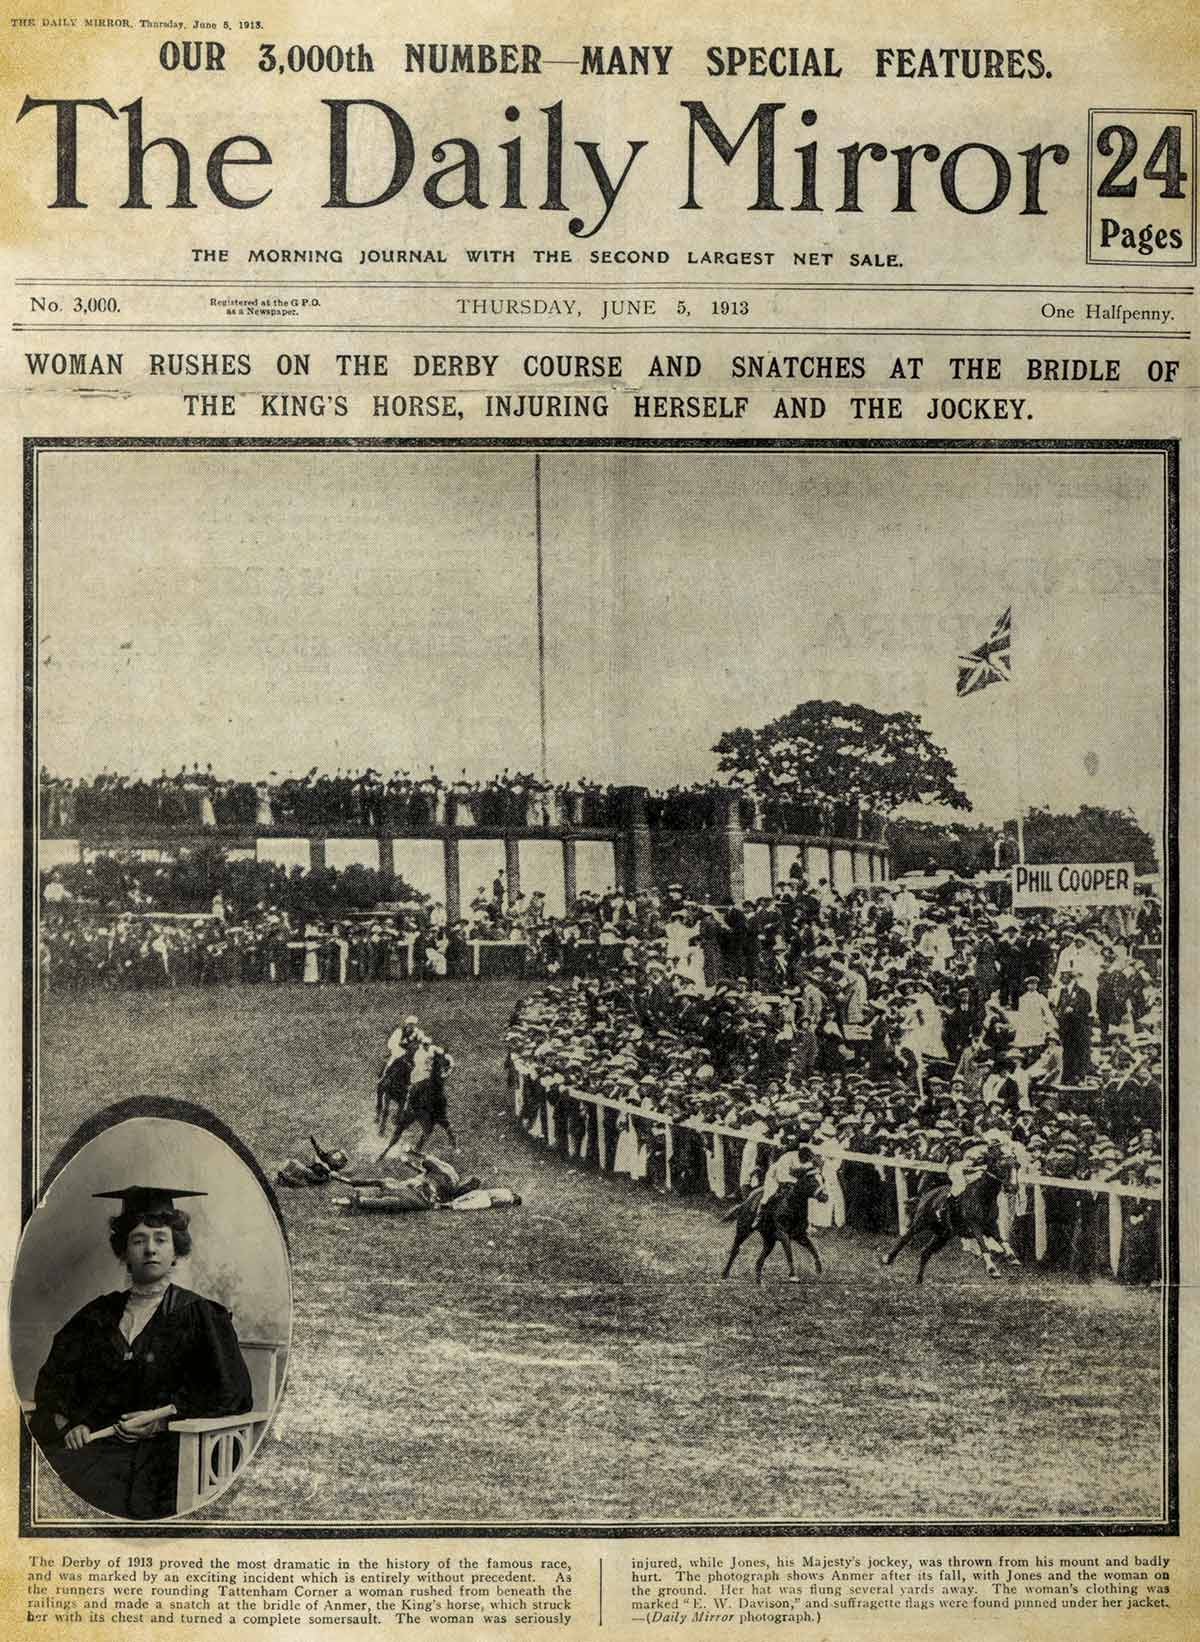 THE DAILY MIRROR, Thursday, June 5, 1913.
OUR 3,000th NUMBER—MANY SPECIAL FEATURES.
The Daily Mirror
24
Pages
THE MORNING JOURNAL WITH THE SECOND LARGEST NET SALE.
No. 3,000.
Registered at the G P.O.
as a Newspaper.
THURSDAY, JUNE 5, 1913
One Halfpenny.
WOMAN RUSHES ON THE DERBY COURSE AND SNATCHES AT THE BRIDLE OF
THE KING'S HORSE, INJURING HERSELF AND THE JOCKEY.
PHIL COOPER
The Derby of 1913 proved the most dramatic in the history of the famous race,
and was marked by an exciting incident which is entirely without precedent. As
the runners were rounding Tattenham Corner a woman rushed from beneath the
railings and made a snatch at the bridle of Anmer, the King's horse, which struck
her with its chest and turned a complete somersault. The woman was seriously
injured, while Jones, his Majesty's jockey, was thrown from his mount and badly
hurt. The photograph shows Anmer after its fall, with Jones and the woman on
the ground. Her hat was flung several yards away. The woman's clothing was
marked "E. W. Davison," and suffragette flags were found pinned under her jacket.
—(Daily Mirror photograph.)